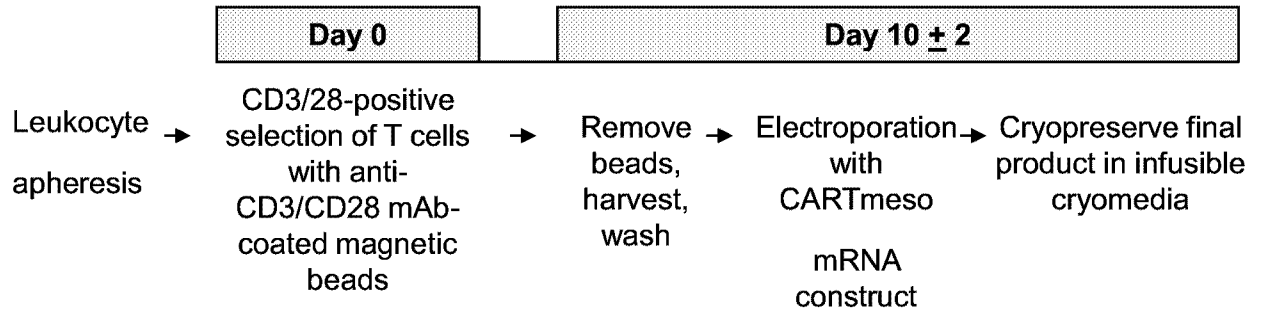 Day 0
Day 10 ± 2
Leukocyte
apheresis
CD3/28-positive
selection of T cells
with anti-
CD3/CD28 mAb-
coated magnetic
beads
Remove
beads,
harvest,
wash
Electroporation
with
CARTmeso
mRNA
construct
Cryopreserve final
product in infusible
cryomedia